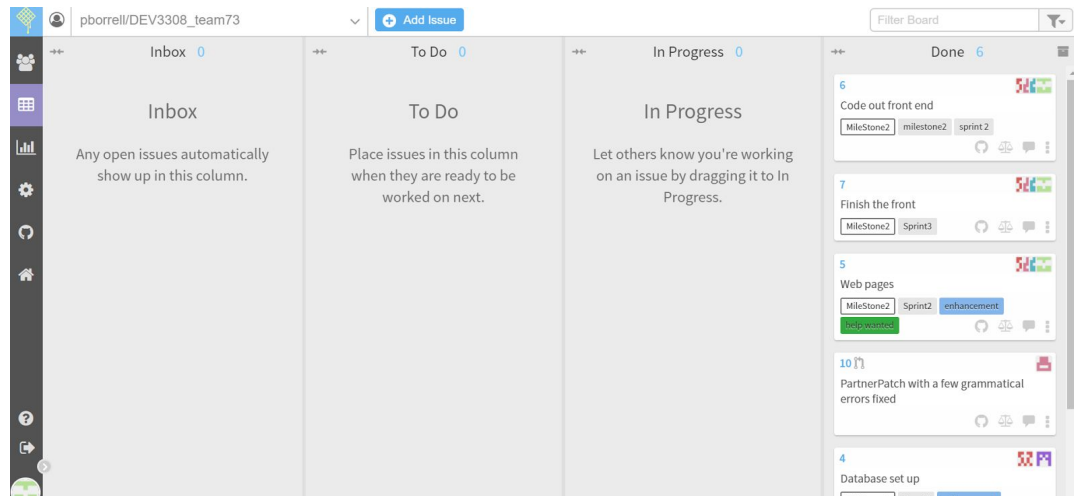 pborrell/DEV3308_team73
Add Issue
Filter Board
Inbox 0
To Do 0
In Progress 0
Done 6
Inbox
Any open issues automatically
show up in this column.
To Do
Place issues in this column
when they are ready to be
worked on next.
In Progress
Let others know you're working
on an issue by dragging it to In
Progress.
6
Code out front end
MileStone2 milestone2 sprint 2
7
Finish the front
MileStone2 Sprint3
5
Web pages
MileStone2 Sprint2 enhancement
help wanted
10
PartnerPatch with a few grammatical
errors fixed
4
Database set up